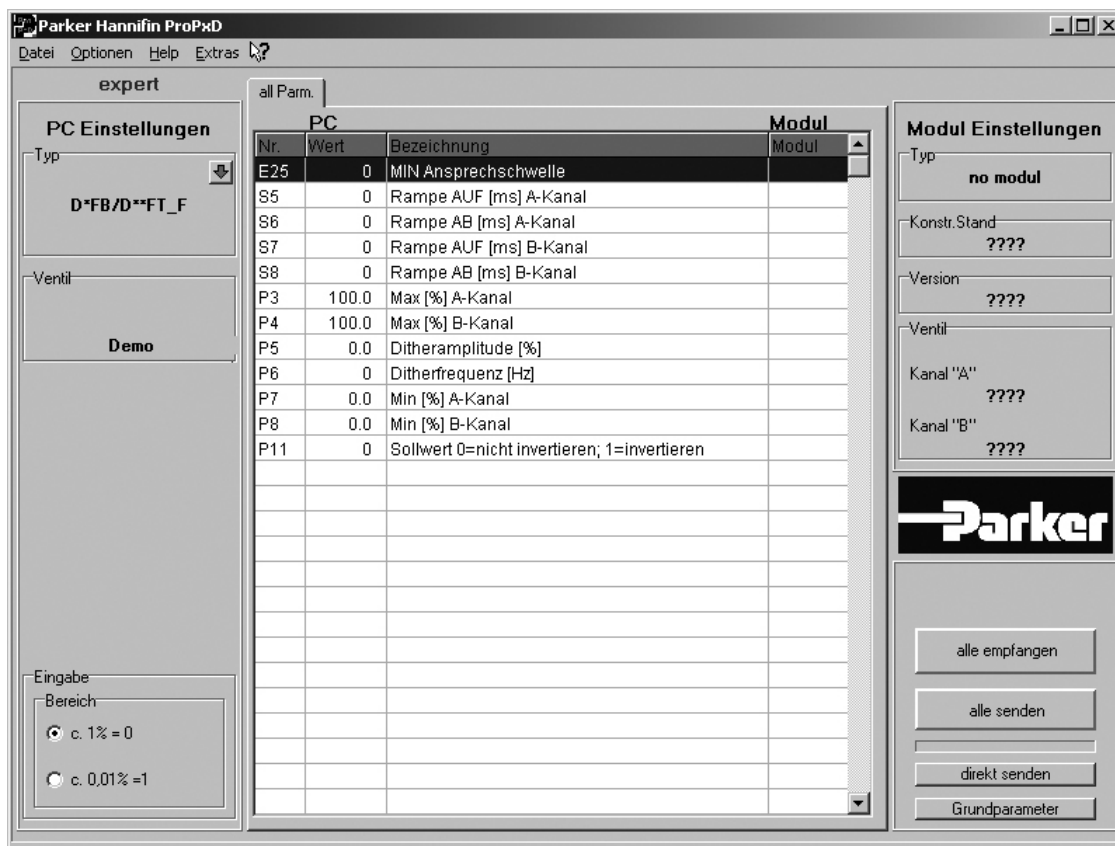 Parker Hannifin ProPxD
Datei Optionen Help Extras
expert
PC Einstellungen
Typ
D*FB/D**FT_F
Ventil
Demo
Eingabe
Bereich
c. 1% = 0
c. 0,01% =1
all Parm.
PC Modul
Nr. Wert Bezeichnung Modul
E25 0 MIN Ansprechschwelle
S5 0 Rampe AUF [ms] A-Kanal
S6 0 Rampe AB [ms] A-Kanal
S7 0 Rampe AUF [ms] B-Kanal
S8 0 Rampe AB [ms] B-Kanal
P3 100.0 Max [%] A-Kanal
P4 100.0 Max [%] B-Kanal
P5 0.0 Ditheramplitude [%]
P6 0 Ditherfrequenz [Hz]
P7 0.0 Min [%] A-Kanal
P8 0.0 Min [%] B-Kanal
P11 0 Sollwert 0=nicht invertieren; 1=invertieren
Modul Einstellungen
Typ
no modul
Konstr.Stand
????
Version
????
Ventil
Kanal "A"
????
Kanal "B"
????
Parker
alle empfangen
alle senden
direkt senden
Grundparameter